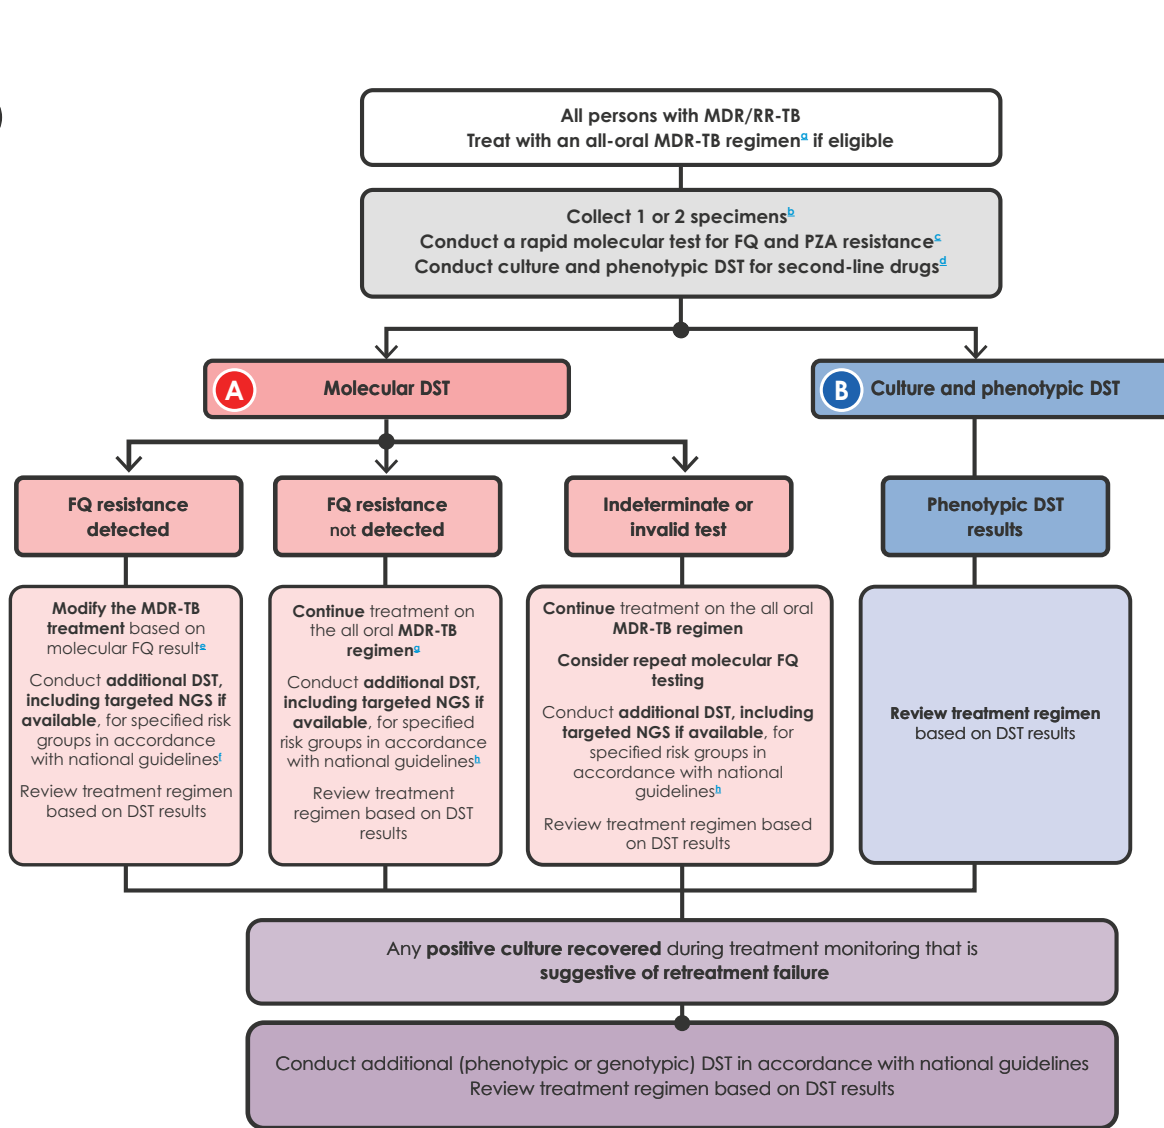 All persons with MDR/RR-TB
Treat with an all-oral MDR-TB regimenᵃ if eligible
Collect 1 or 2 specimensᵇ
Conduct a rapid molecular test for FQ and PZA resistanceᶜ
Conduct culture and phenotypic DST for second-line drugsᵈ
A Molecular DST
B Culture and phenotypic DST
FQ resistance
detected
FQ resistance
not detected
Indeterminate or
invalid test
Phenotypic DST
results
Modify the MDR-TB
treatment based on
molecular FQ resultᵉ
Conduct additional DST,
including targeted NGS if
available, for specified risk
groups in accordance
with national guidelinesᶠ
Review treatment regimen
based on DST results
Continue treatment on
the all oral MDR-TB
regimenᵍ
Conduct additional DST,
including targeted NGS if
available, for specified
risk groups in accordance
with national guidelinesʰ
Review treatment
regimen based on DST
results
Continue treatment on the all oral
MDR-TB regimen
Consider repeat molecular FQ
testing
Conduct additional DST, including
targeted NGS if available, for
specified risk groups in
accordance with national
guidelinesʰ
Review treatment regimen based
on DST results
Review treatment regimen
based on DST results
Any positive culture recovered during treatment monitoring that is
suggestive of retreatment failure
Conduct additional (phenotypic or genotypic) DST in accordance with national guidelines
Review treatment regimen based on DST results